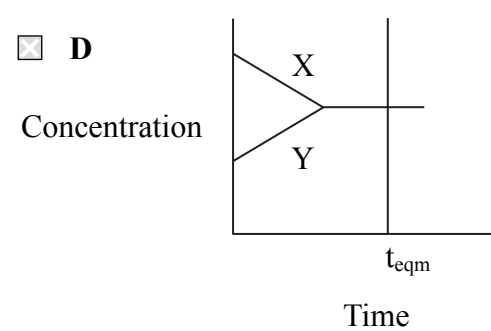 D
X
Concentration
Y
t_eqm
Time